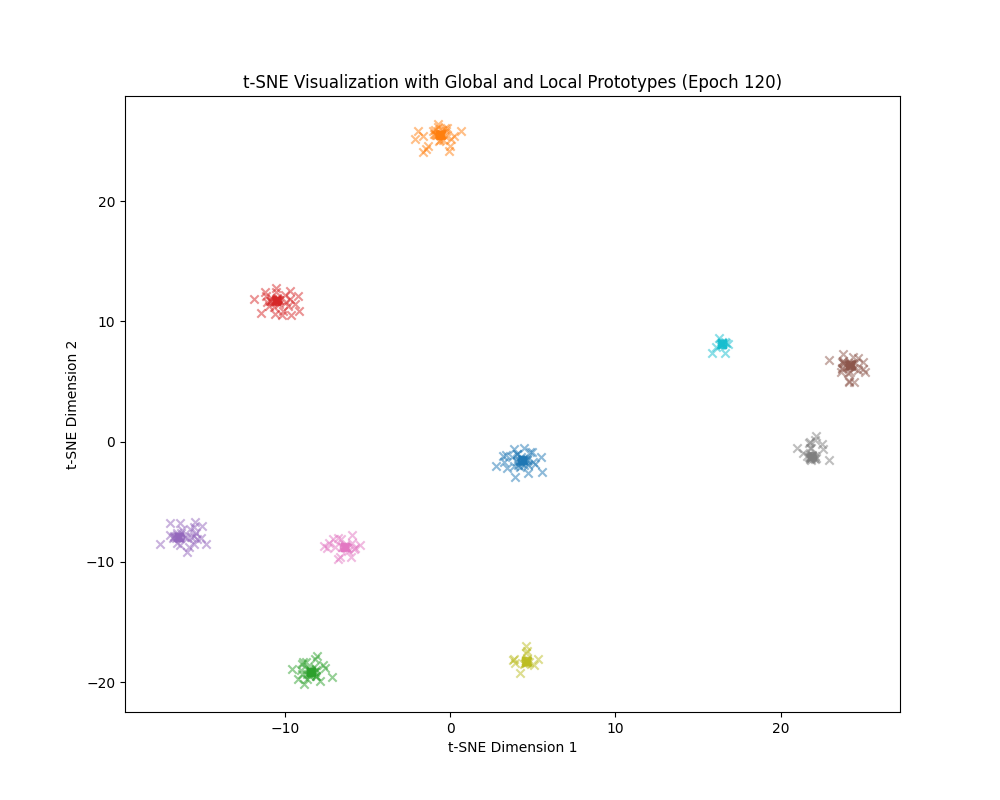 t-SNE Visualization with Global and Local Prototypes (Epoch 120)
20
10
0
−10
−20
t-SNE Dimension 2
−10 0 10 20
t-SNE Dimension 1